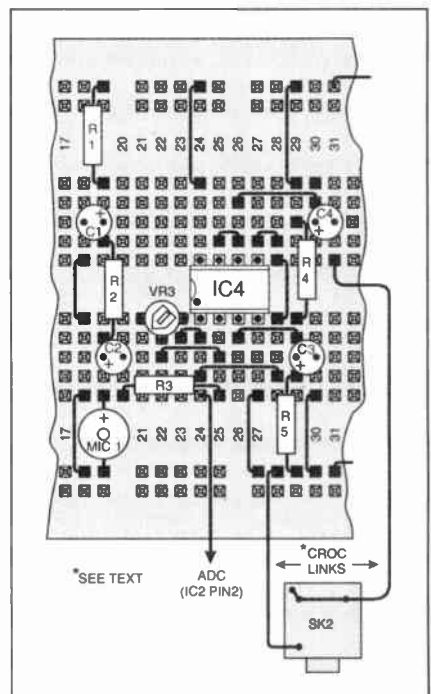 17 R 1 20 21 22 23 24 25 26 27 28 29 30 31
C1 + C4 +
R 2 VR3 IC4 R 4
C2 + C3 +
R3
17 + MIC 1 21 22 23 24 25 26 27 R 5 30 31
*SEE TEXT
ADC
(IC2 PIN2)
*CROC
LINKS
SK2